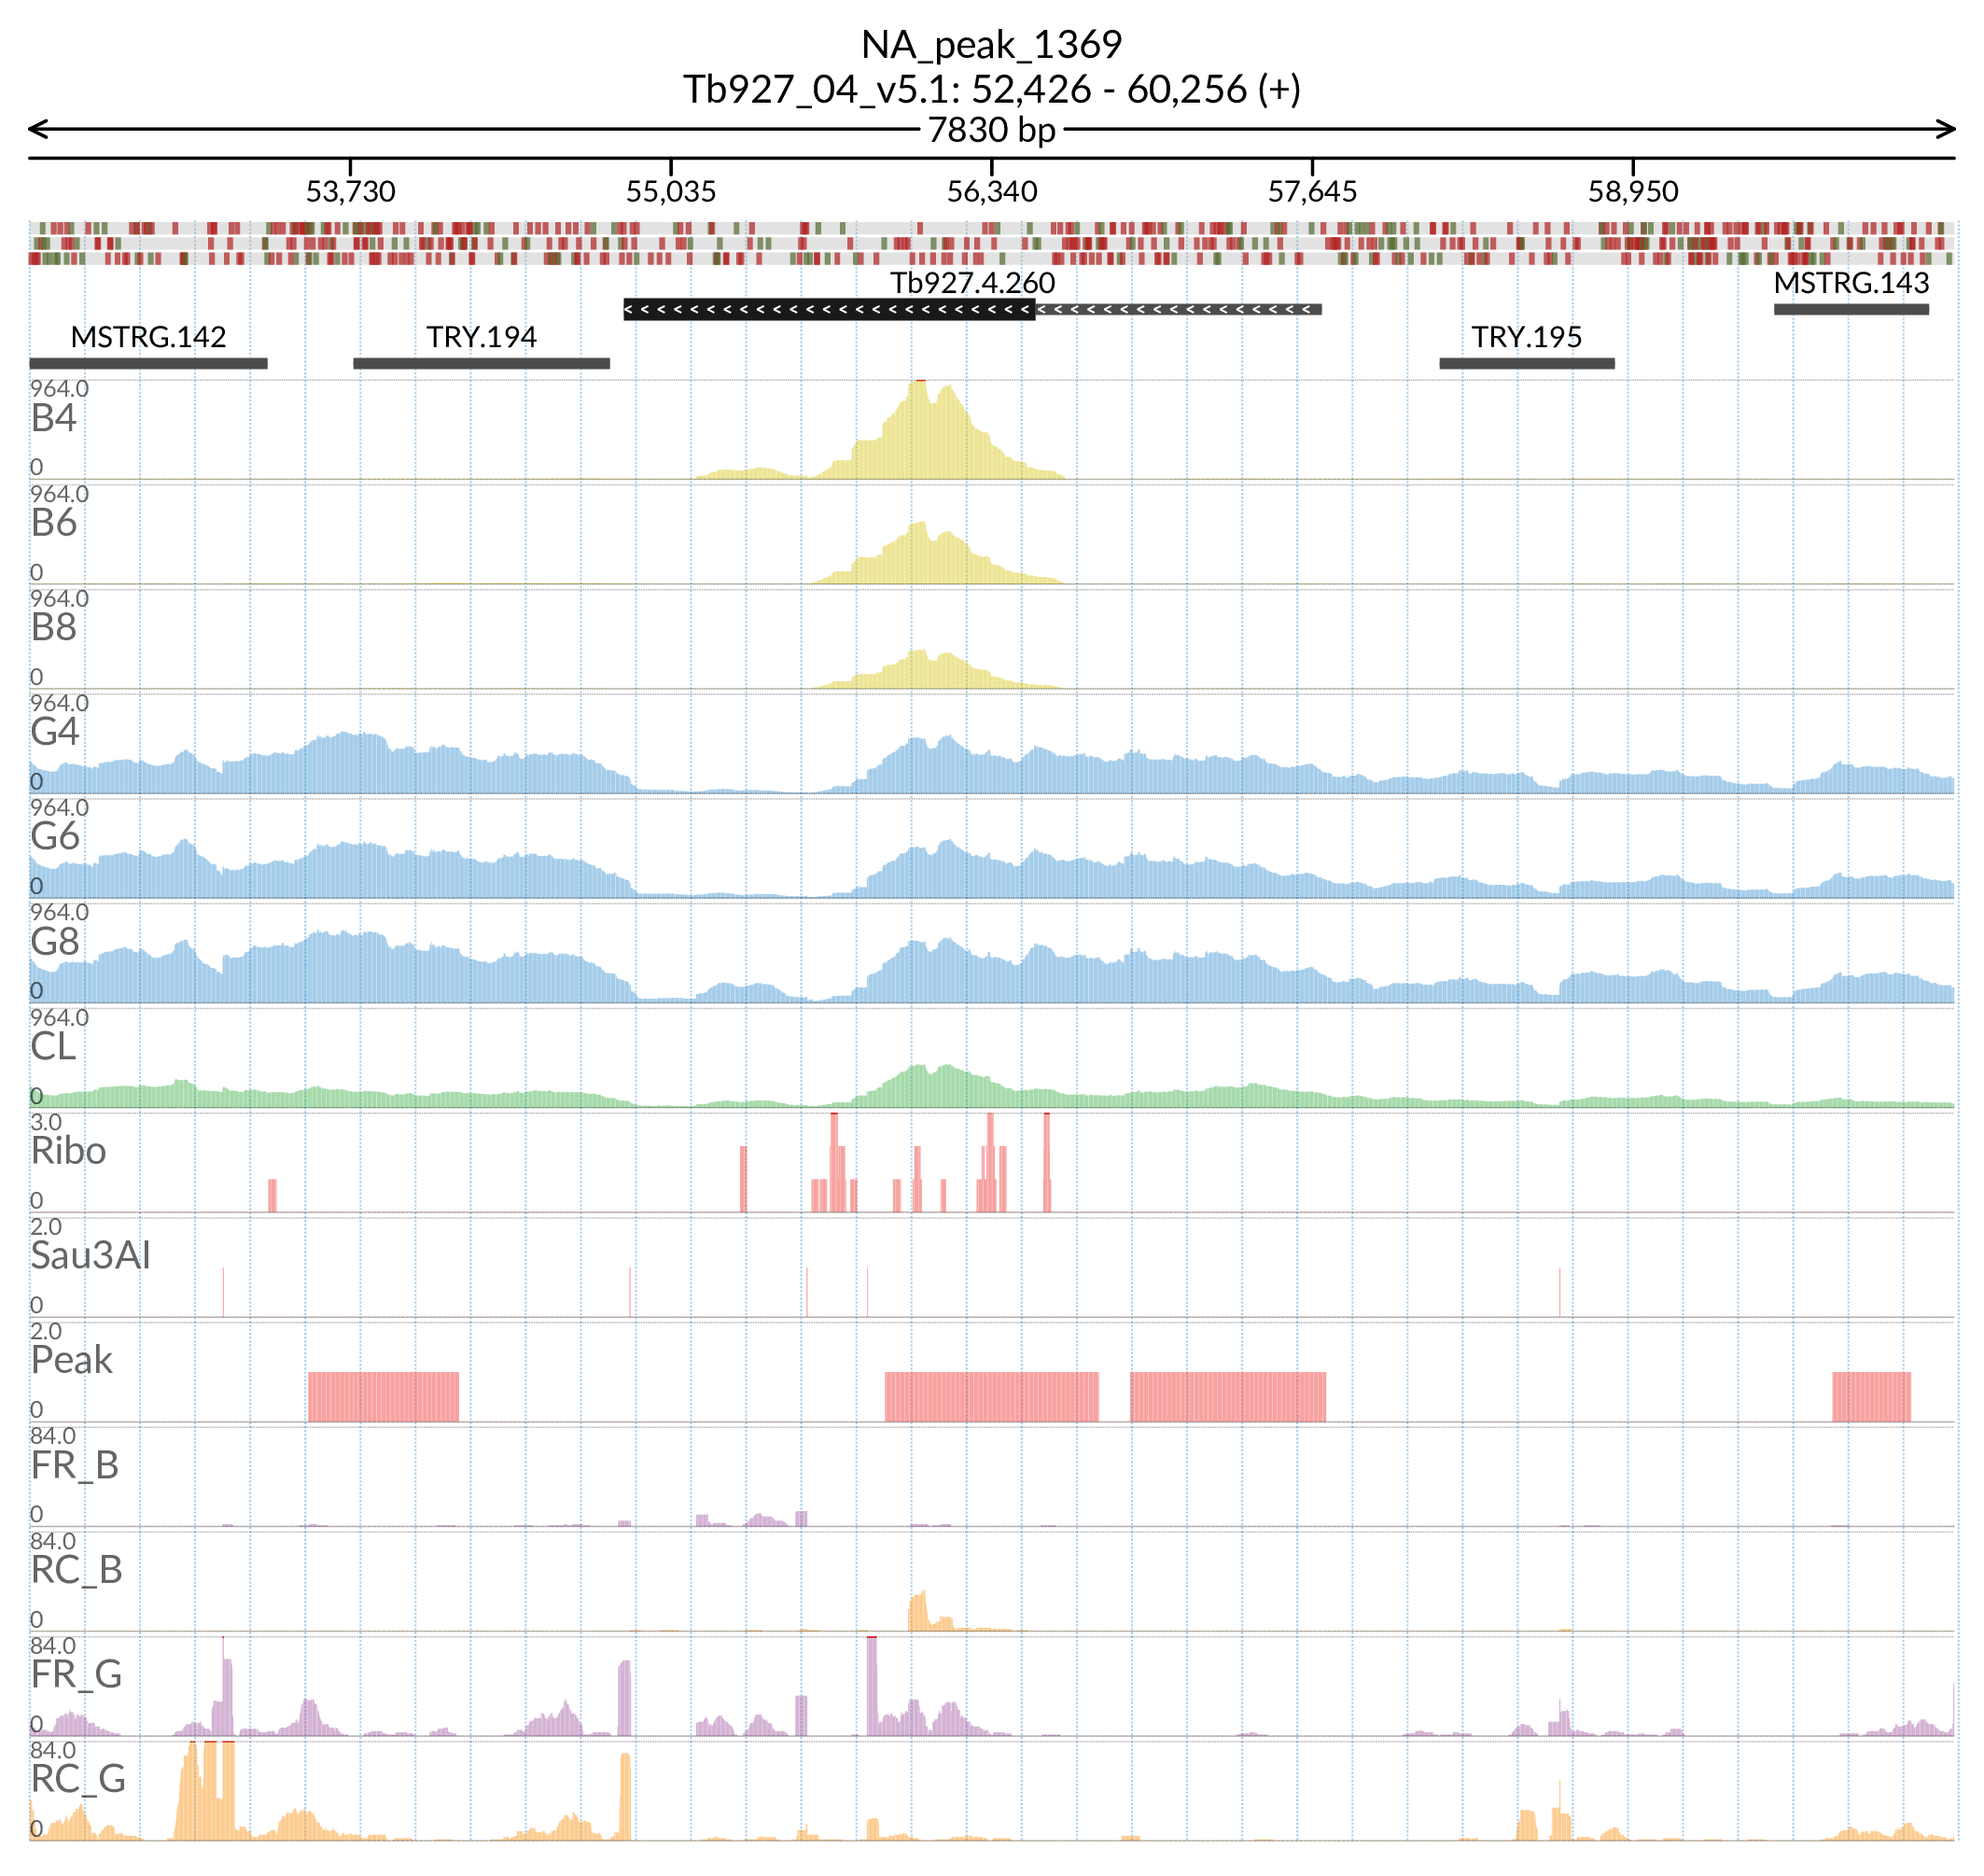 NA_peak_1369
Tb927_04_v5.1: 52,426 - 60,256 (+)
7830 bp
53,730 55,035 56,340 57,645 58,950
Tb927.4.260 MSTRG.143
MSTRG.142 TRY.194 TRY.195
964.0
B4
0
964.0
B6
0
964.0
B8
0
964.0
G4
0
964.0
G6
0
964.0
G8
0
964.0
CL
0
3.0
Ribo
0
2.0
Sau3AI
0
2.0
Peak
0
84.0
FR_B
0
84.0
RC_B
0
84.0
FR_G
0
84.0
RC_G
0